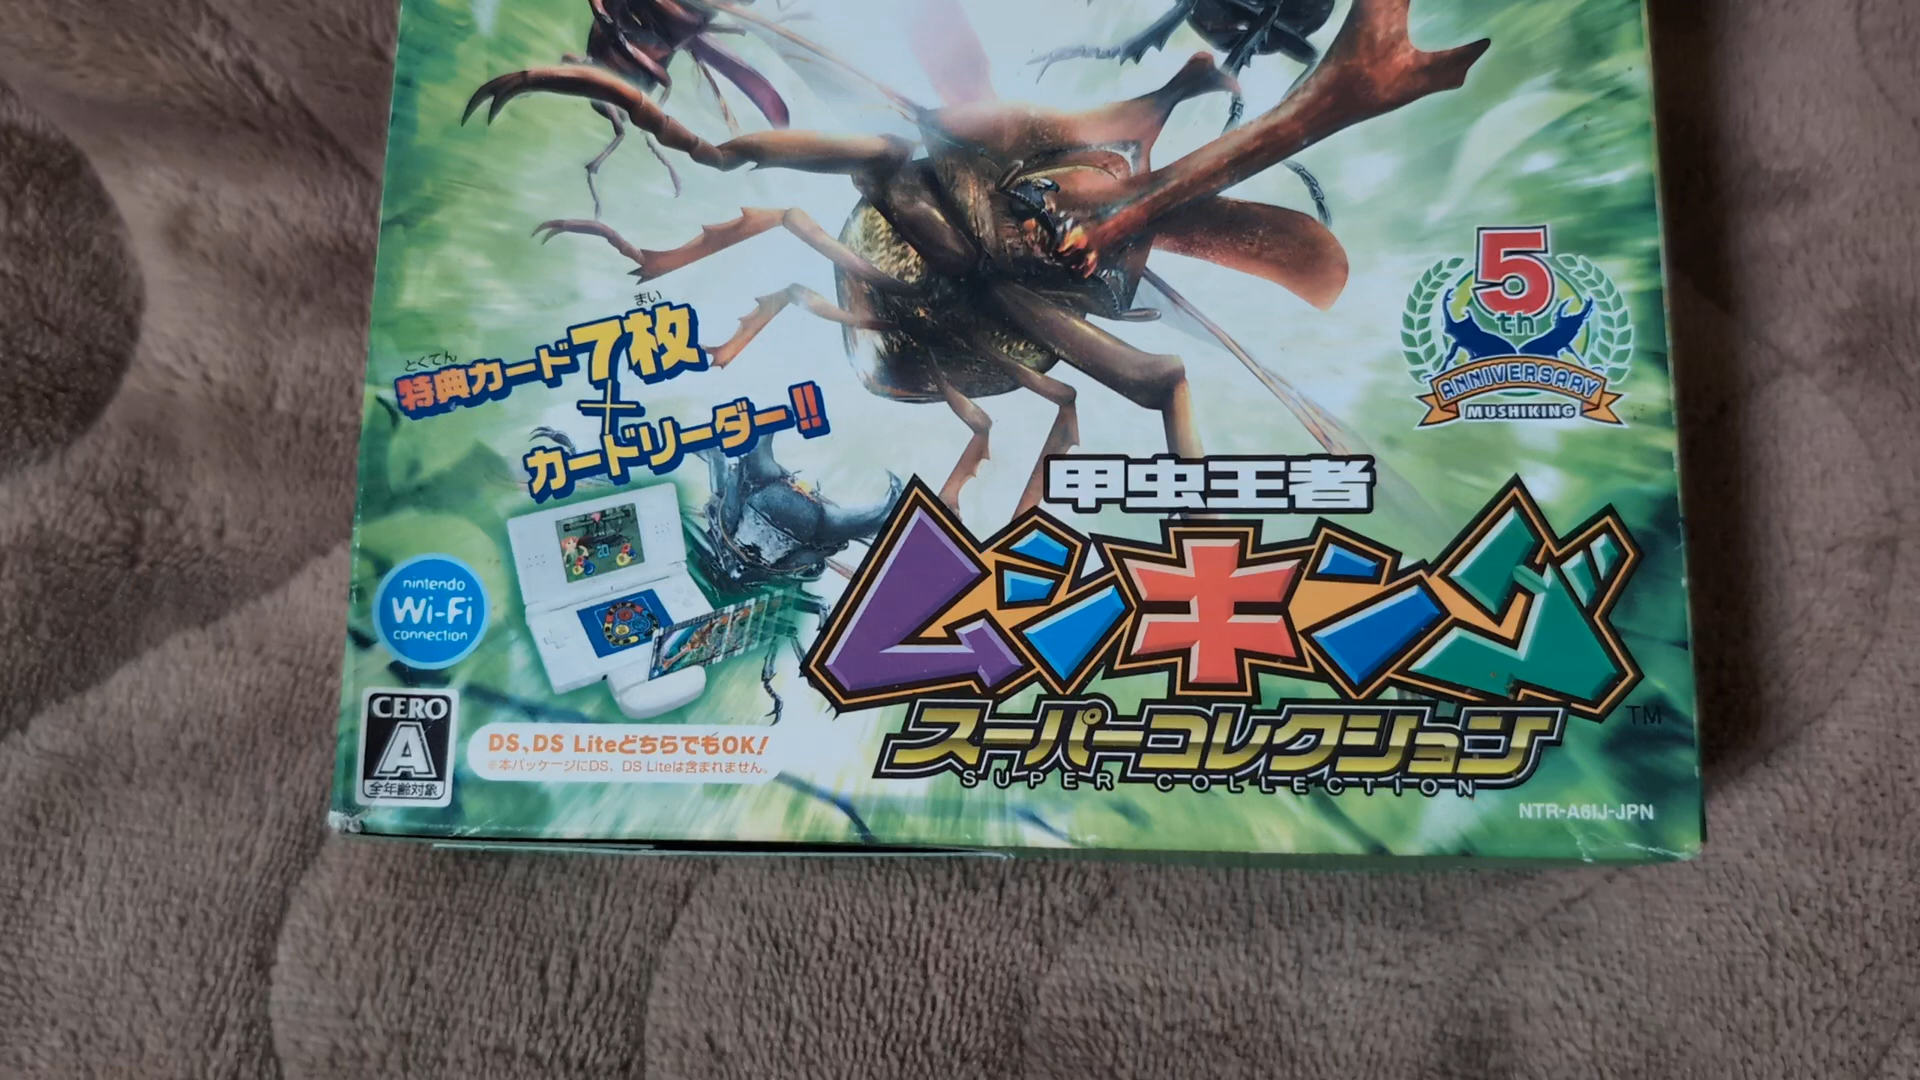 とくてん
まい
特典カード7枚
+
カードリーダー!!
5
th
ANNIVERSARY
MUSHIKING
甲虫王者
ムシキング
TM
スーパーコレクション
SUPER COLLECTION
nintendo
Wi-Fi
connection
CERO
A
全年齢対象
DS、DS LiteどちらでもOK!
※本パッケージにDS、DS Liteは含まれません。
NTR-A6IJ-JPN